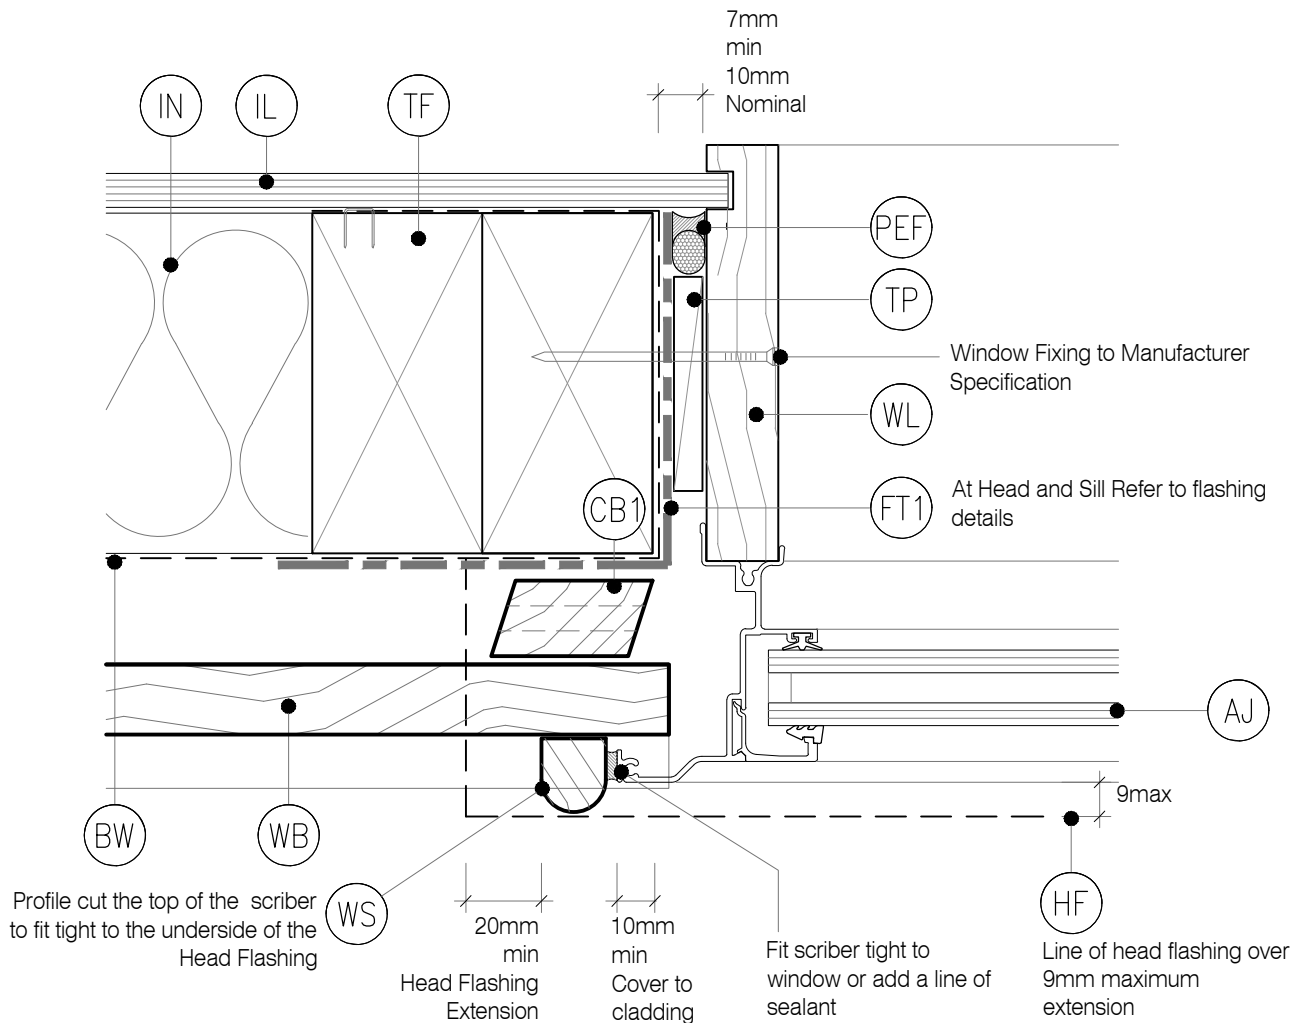 7mm
min
10mm
Nominal
IN
IL
TF
PEF
TP
Window Fixing to Manufacturer
Specification
WL
CB1
FT1
At Head and Sill Refer to flashing
details
AJ
9max
BW
WB
HF
WS
Profile cut the top of the scriber
to fit tight to the underside of the
Head Flashing
20mm
min
Head Flashing
Extension
10mm
min
Cover to
cladding
Fit scriber tight to
window or add a line of
sealant
Line of head flashing over
9mm maximum
extension